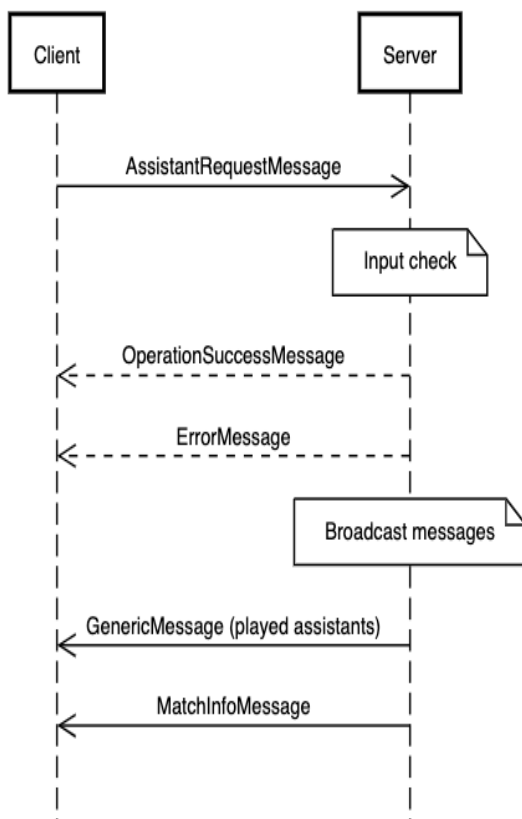 Client
Server
AssistantRequestMessage
Input check
OperationSuccessMessage
ErrorMessage
Broadcast messages
GenericMessage (played assistants)
MatchInfoMessage